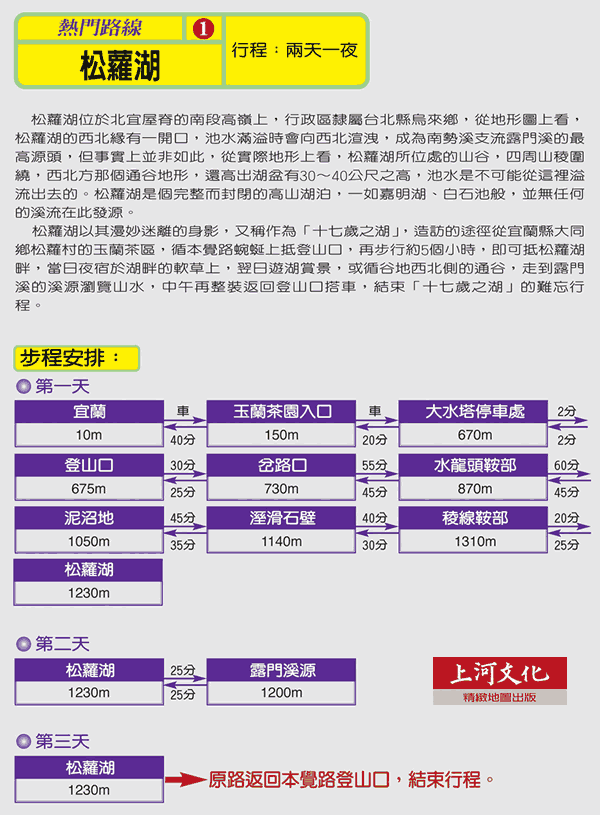 熱門路線 1
松蘿湖
行程：兩天一夜
松蘿湖位於北宜屋脊的南段高嶺上，行政區隸屬台北縣烏來鄉，從地形圖上看，
松蘿湖的西北緣有一開口，池水滿溢時會向西北渲洩，成為南勢溪支流露門溪的最
高源頭，但事實上並非如此，從實際地形上看，松蘿湖所位處的山谷，四周山稜圍
繞，西北方那個通谷地形，還高出湖盆有30～40公尺之高，池水是不可能從這裡溢
流出去的。松蘿湖是個完整而封閉的高山湖泊，一如嘉明湖、白石池般，並無任何
的溪流在此發源。
松蘿湖以其漫妙迷離的身影，又稱作為「十七歲之湖」，造訪的途徑從宜蘭縣大同
鄉松蘿村的玉蘭茶區，循本覺路蜿蜒上抵登山口，再步行約5個小時，即可抵松蘿湖
畔，當日夜宿於湖畔的軟草上，翌日遊湖賞景，或循谷地西北側的通谷，走到露門
溪的溪源瀏覽山水，中午再整裝返回登山口搭車，結束「十七歲之湖」的難忘行
程。
步程安排：
第一天
宜蘭 車 玉蘭茶園入口 車 大水塔停車處 2分
10m 40分 150m 20分 670m 2分
登山口 30分 岔路口 55分 水龍頭鞍部 60分
675m 25分 730m 45分 870m 45分
泥沼地 45分 溼滑石壁 40分 稜線鞍部 20分
1050m 35分 1140m 30分 1310m 25分
松蘿湖
1230m
第二天
松蘿湖 25分 露門溪源
1230m 25分 1200m
上河文化
精緻地圖出版
第三天
松蘿湖
1230m
原路返回本覺路登山口，結束行程。